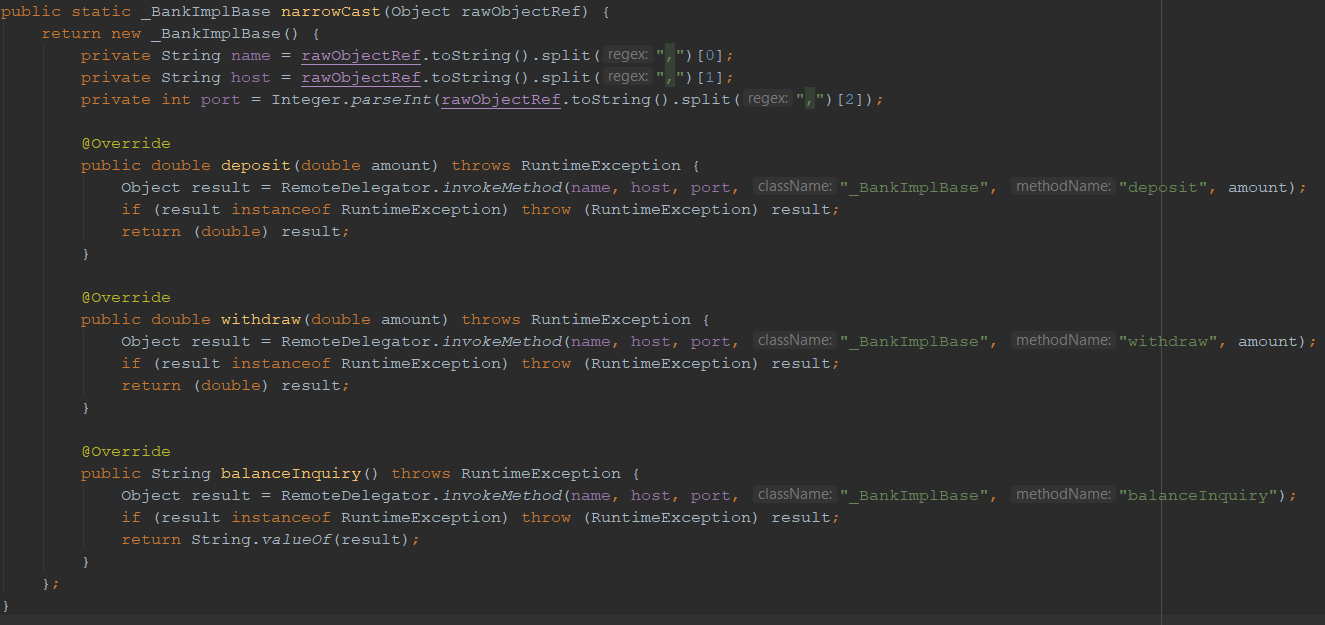 public static _BankImplBase narrowCast(Object rawObjectRef) {
    return new _BankImplBase() {
        private String name = rawObjectRef.toString().split( regex: ",")[0];
        private String host = rawObjectRef.toString().split( regex: ",")[1];
        private int port = Integer.parseInt(rawObjectRef.toString().split( regex: ",")[2]);
        @Override
        public double deposit(double amount) throws RuntimeException {
            Object result = RemoteDelegator.invokeMethod(name, host, port, className: "_BankImplBase", methodName: "deposit", amount);
            if (result instanceof RuntimeException) throw (RuntimeException) result;
            return (double) result;
        }
        @Override
        public double withdraw(double amount) throws RuntimeException {
            Object result = RemoteDelegator.invokeMethod(name, host, port, className: "_BankImplBase", methodName: "withdraw", amount);
            if (result instanceof RuntimeException) throw (RuntimeException) result;
            return (double) result;
        }
        @Override
        public String balanceInquiry() throws RuntimeException {
            Object result = RemoteDelegator.invokeMethod(name, host, port, className: "_BankImplBase", methodName: "balanceInquiry");
            if (result instanceof RuntimeException) throw (RuntimeException) result;
            return String.valueOf(result);
        }
    };
}